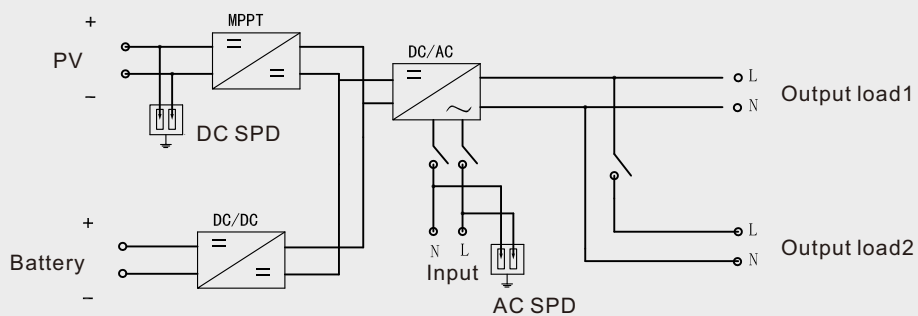 +
PV
−
MPPT
DC SPD
DC/AC
L
N
Output load1
+
Battery
−
DC/DC
N L
Input
AC SPD
L
N
Output load2